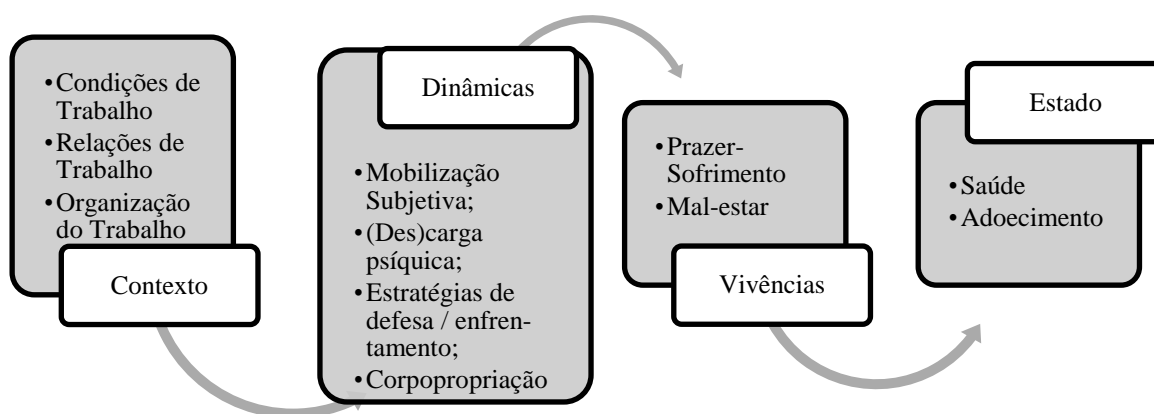 •Condições de
Trabalho
•Relações de
Trabalho
•Organização
do Trabalho
Contexto
Dinâmicas
•Mobilização
Subjetiva;
•(Des)carga
psíquica;
•Estratégias de
defesa / enfren-
tamento;
•Corpopropriação
•Prazer-
Sofrimento
•Mal-estar
Vivências
Estado
•Saúde
•Adoecimento